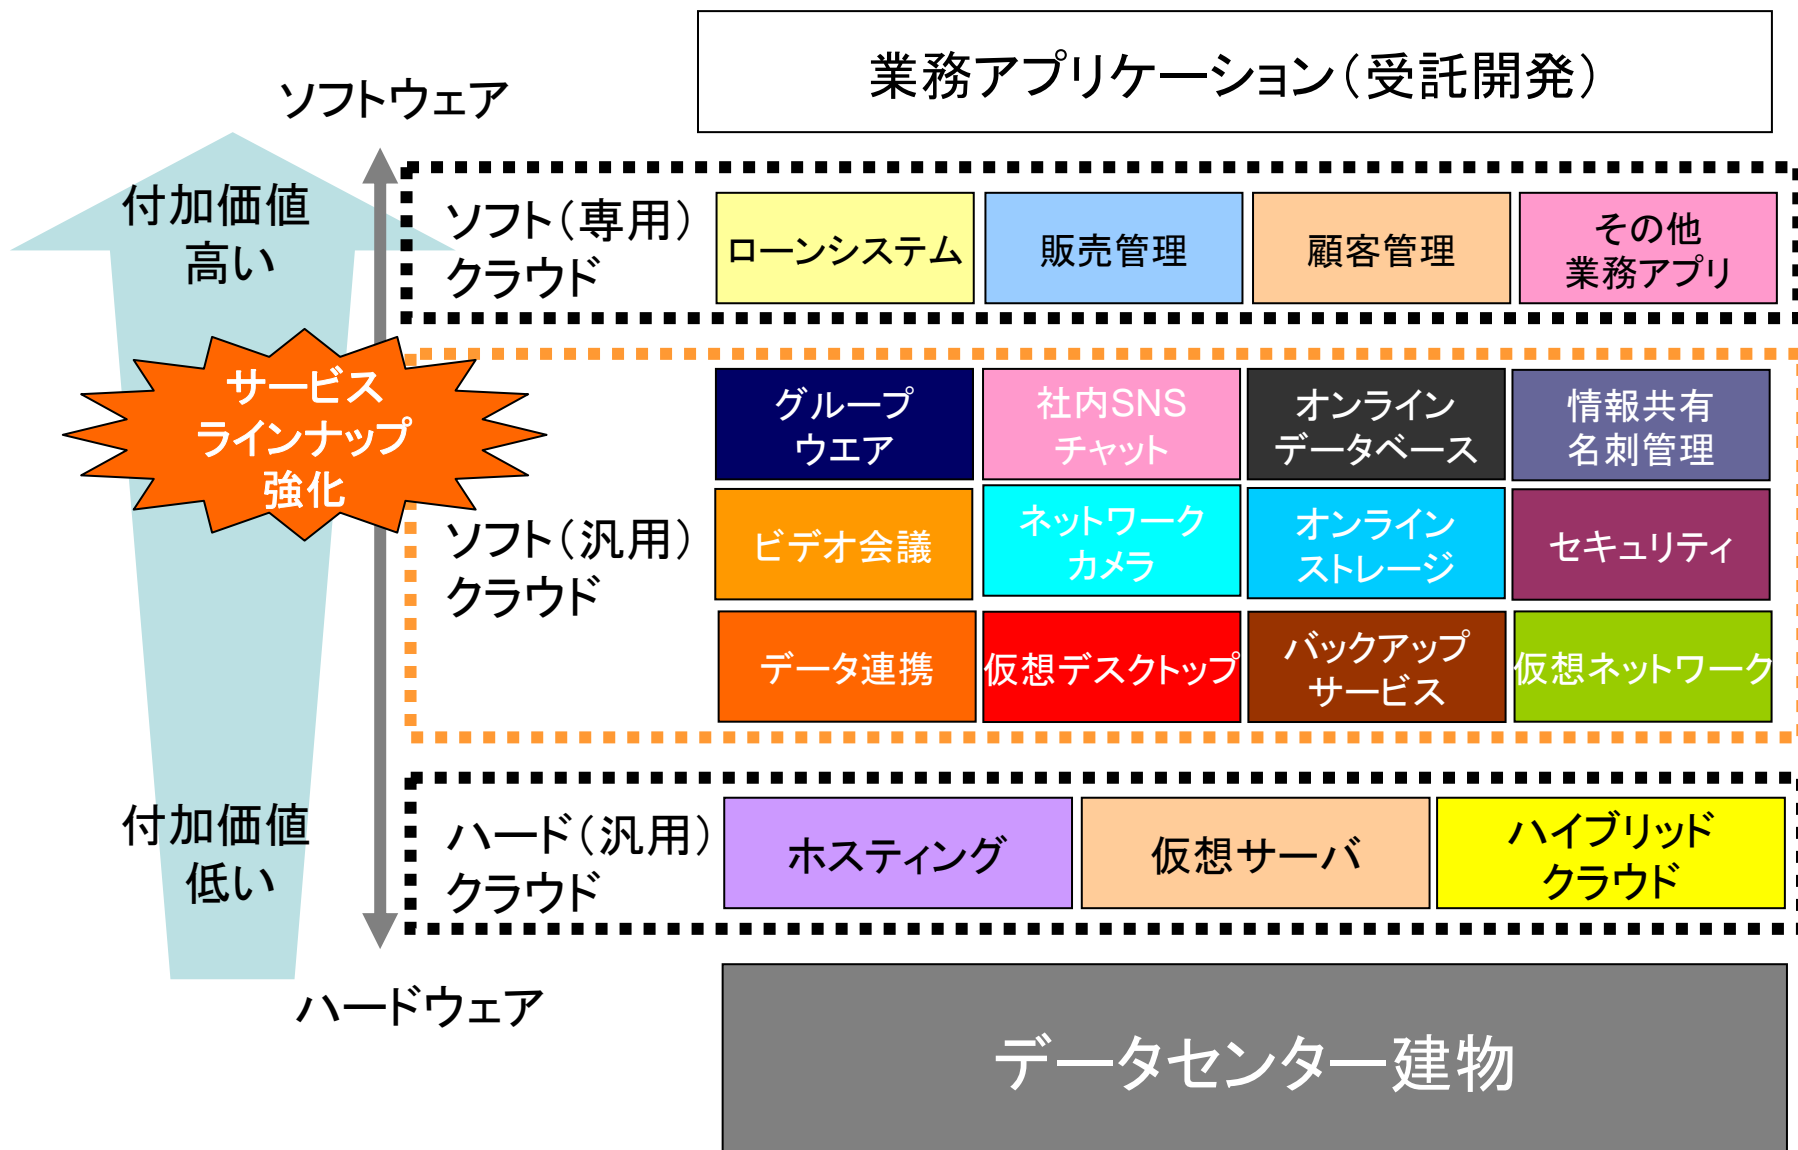 業務アプリケーション（受託開発）
ソフトウェア
付加価値
高い
ソフト（専用）
クラウド
ローンシステム
販売管理
顧客管理
その他
業務アプリ
サービス
ラインナップ
強化
ソフト（汎用）
クラウド
グループ
ウエア
社内SNS
チャット
オンライン
データベース
情報共有
名刺管理
ビデオ会議
ネットワーク
カメラ
オンライン
ストレージ
セキュリティ
データ連携
仮想デスクトップ
バックアップ
サービス
仮想ネットワーク
付加価値
低い
ハード（汎用）
クラウド
ホスティング
仮想サーバ
ハイブリッド
クラウド
ハードウェア
データセンター建物